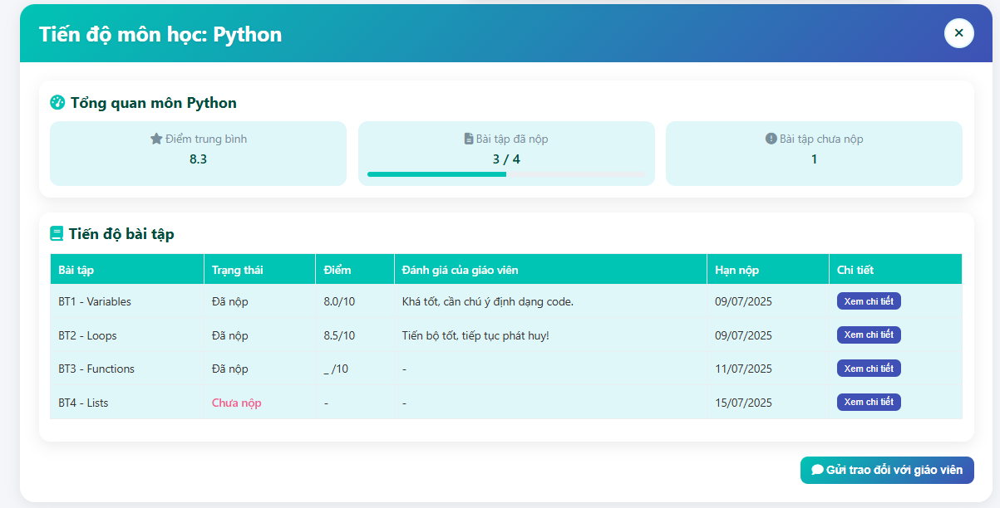 Tiến độ môn học: Python
Tổng quan môn Python
Điểm trung bình
8.3
Bài tập đã nộp
3 / 4
Bài tập chưa nộp
1
Tiến độ bài tập
Bài tập Trạng thái Điểm Đánh giá của giáo viên Hạn nộp Chi tiết
BT1 - Variables Đã nộp 8.0/10 Khá tốt, cần chú ý định dạng code. 09/07/2025 Xem chi tiết
BT2 - Loops Đã nộp 8.5/10 Tiến bộ tốt, tiếp tục phát huy! 09/07/2025 Xem chi tiết
BT3 - Functions Đã nộp _ /10 - 11/07/2025 Xem chi tiết
BT4 - Lists Chưa nộp - - 15/07/2025 Xem chi tiết
Gửi trao đổi với giáo viên